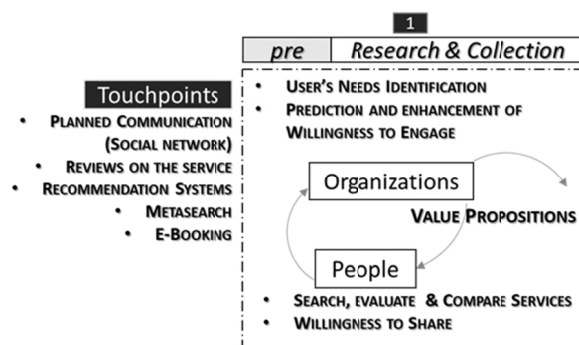 1
pre Research & Collection
Touchpoints
• PLANNED COMMUNICATION
(SOCIAL NETWORK)
• REVIEWS ON THE SERVICE
• RECOMMENDATION SYSTEMS
• METASEARCH
• E-BOOKING
• USER'S NEEDS IDENTIFICATION
• PREDICTION AND ENHANCEMENT OF
WILLINGNESS TO ENGAGE
Organizations
VALUE PROPOSITIONS
People
• SEARCH, EVALUATE & COMPARE SERVICES
• WILLINGNESS TO SHARE